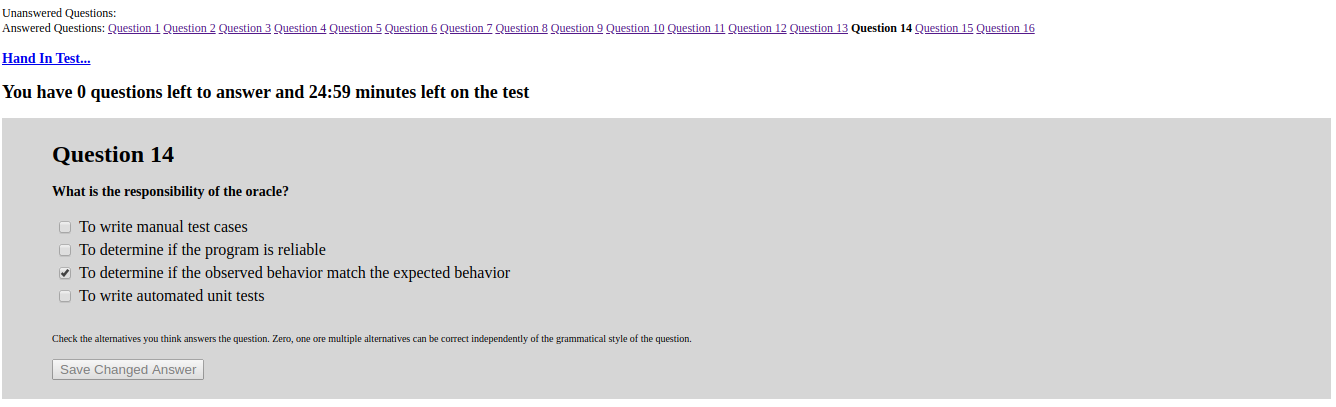 Unanswered Questions:
Answered Questions: Question 1 Question 2 Question 3 Question 4 Question 5 Question 6 Question 7 Question 8 Question 9 Question 10 Question 11 Question 12 Question 13 Question 14 Question 15 Question 16
Hand In Test...
You have 0 questions left to answer and 24:59 minutes left on the test
Question 14
What is the responsibility of the oracle?
To write manual test cases
To determine if the program is reliable
To determine if the observed behavior match the expected behavior
To write automated unit tests
Check the alternatives you think answers the question. Zero, one ore multiple alternatives can be correct independently of the grammatical style of the question.
Save Changed Answer